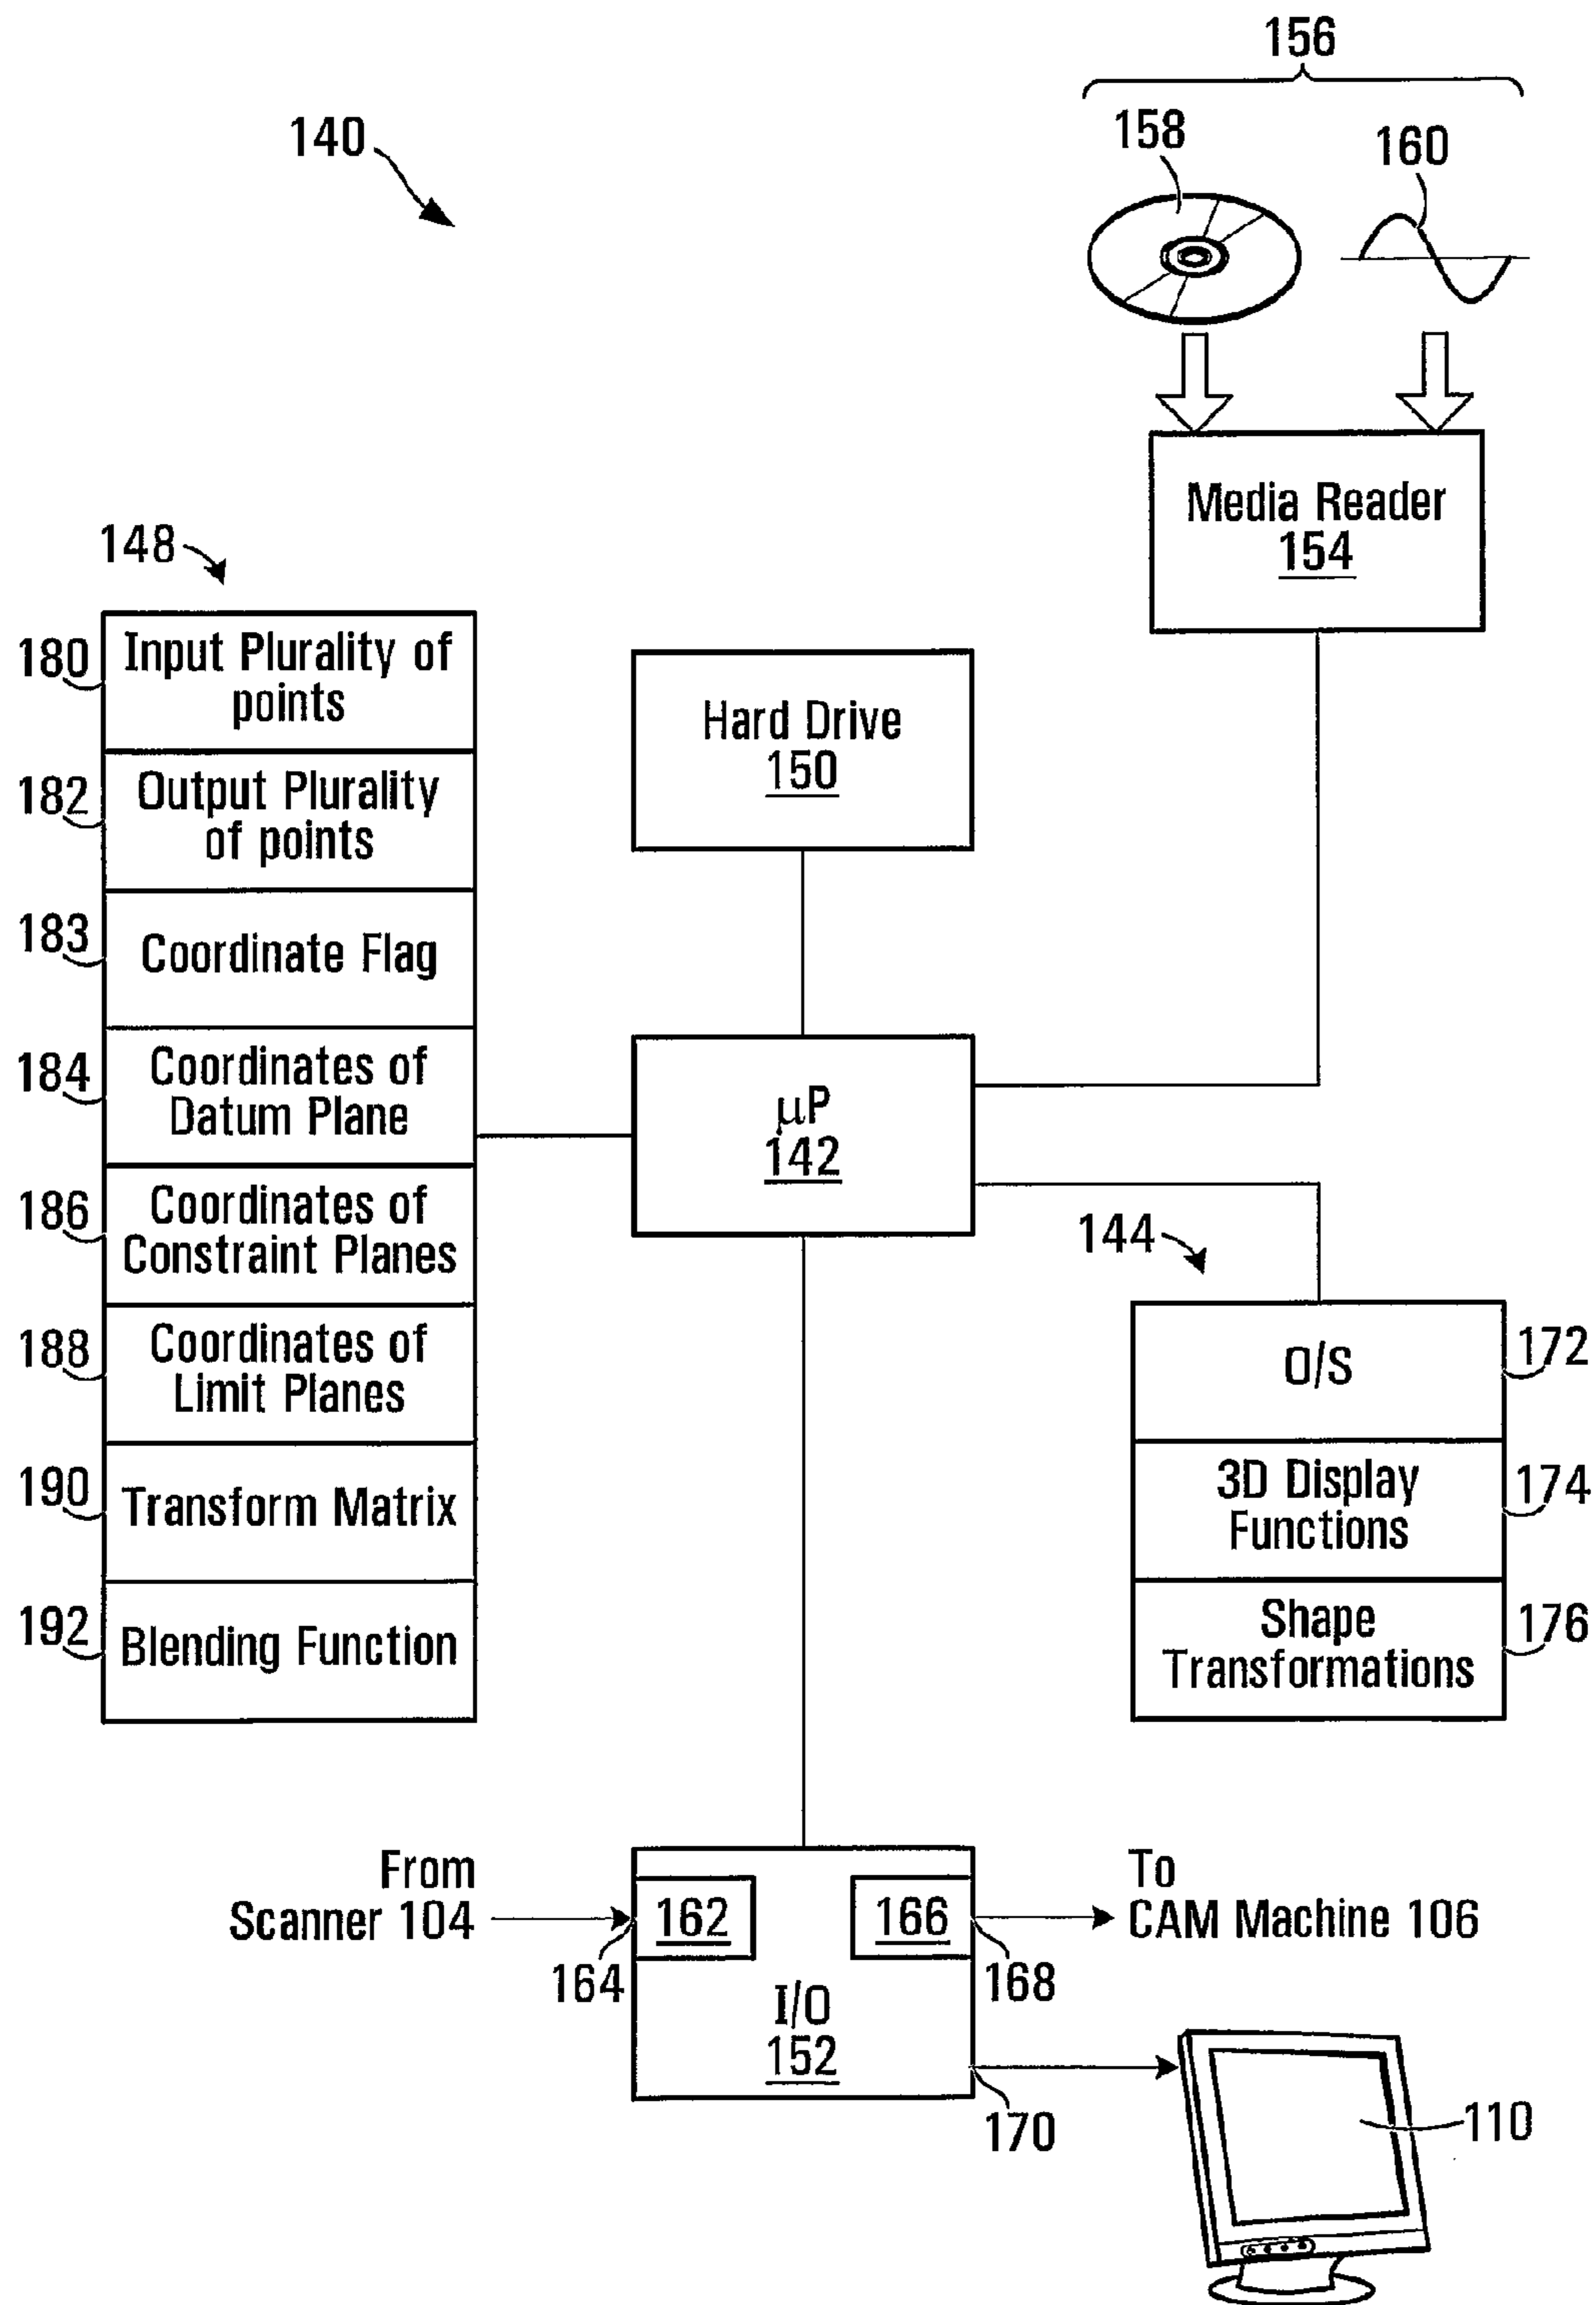 156
140
158
160
Media Reader
154
148
180
Input Plurality of
points
182
Output Plurality
of points
183
Coordinate Flag
184
Coordinates of
Datum Plane
186
Coordinates of
Constraint Planes
188
Coordinates of
Limit Planes
190
Transform Matrix
192
Blending Function
Hard Drive
150
µP
142
144
O/S
172
3D Display
Functions
174
Shape
Transformations
176
From
Scanner 104
162
164
166
168
To
CAM Machine 106
I/O
152
170
110